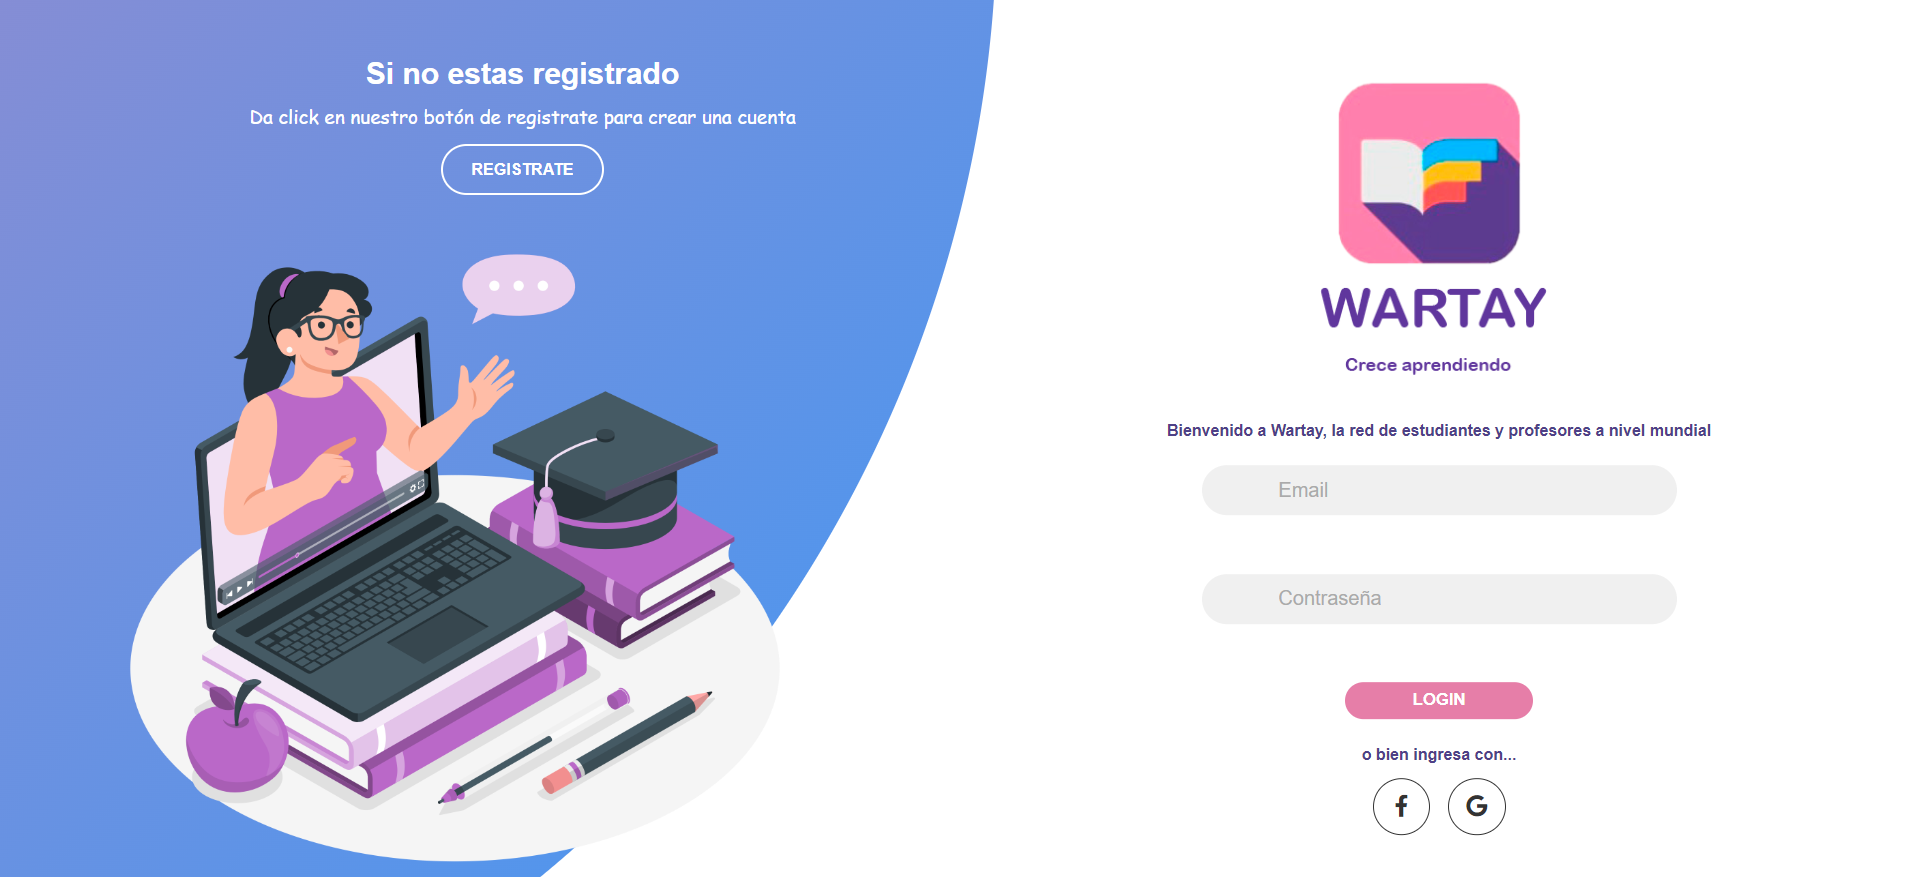 Si no estas registrado
Da click en nuestro botón de registrate para crear una cuenta
REGISTRATE
WARTAY
Crece aprendiendo
Bienvenido a Wartay, la red de estudiantes y profesores a nivel mundial
Email
Contraseña
LOGIN
o bien ingresa con...